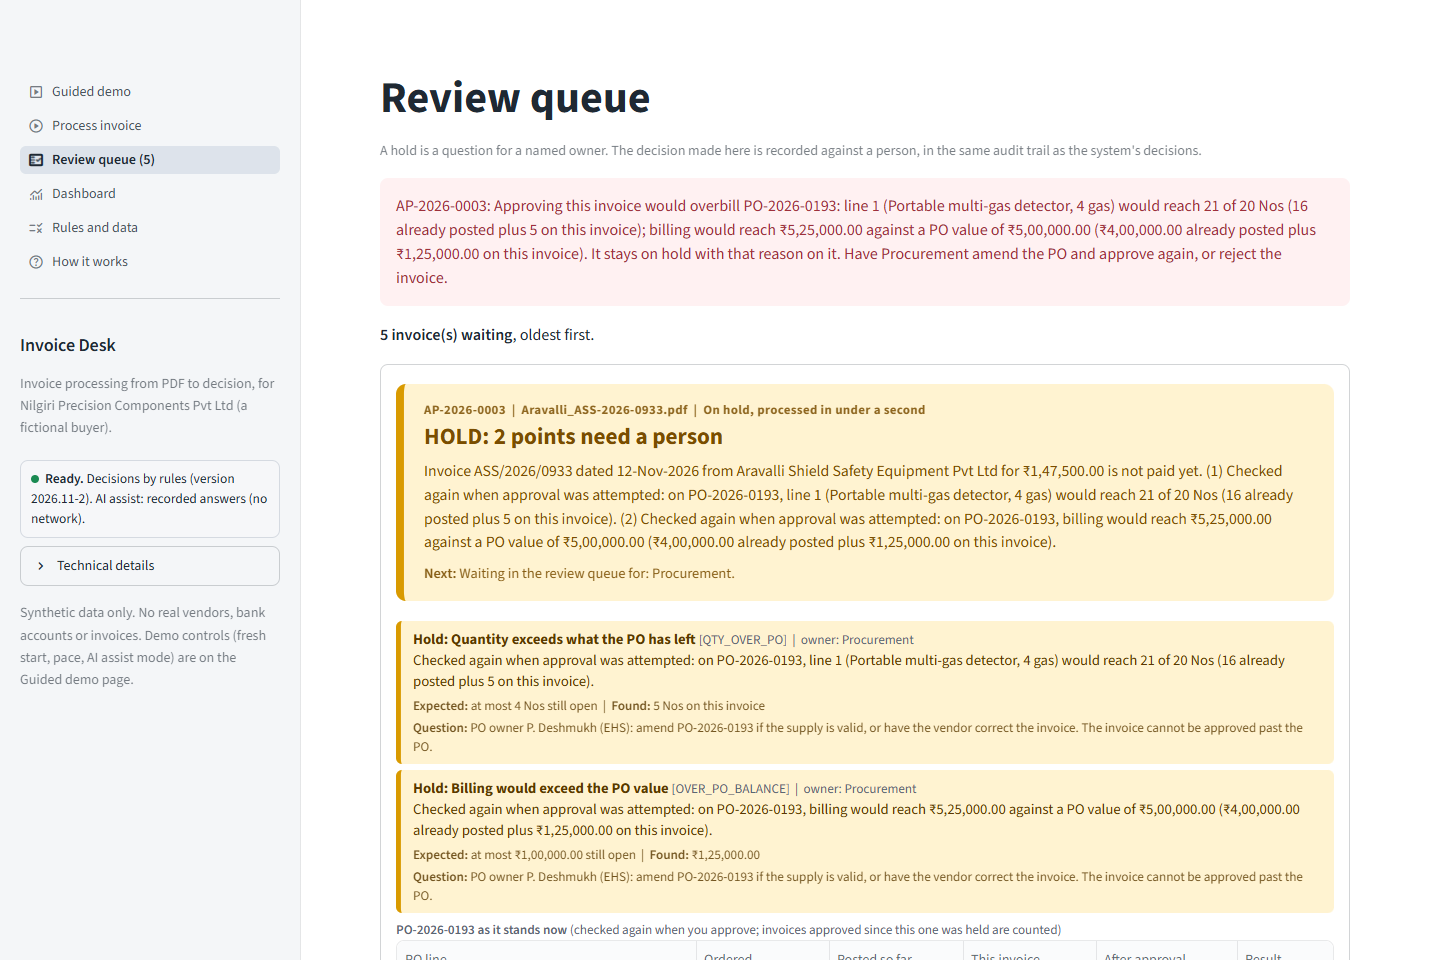 Guided demo
Process invoice
Review queue (5)
Dashboard
Rules and data
How it works
Invoice Desk
Invoice processing from PDF to decision, for
Nilgiri Precision Components Pvt Ltd (a
fictional buyer).
Ready. Decisions by rules (version
2026.11-2). AI assist: recorded answers (no
network).
Technical details
Synthetic data only. No real vendors, bank
accounts or invoices. Demo controls (fresh
start, pace, AI assist mode) are on the
Guided demo page.
Review queue
A hold is a question for a named owner. The decision made here is recorded against a person, in the same audit trail as the system's decisions.
AP-2026-0003: Approving this invoice would overbill PO-2026-0193: line 1 (Portable multi-gas detector, 4 gas) would reach 21 of 20 Nos (16
already posted plus 5 on this invoice); billing would reach ₹5,25,000.00 against a PO value of ₹5,00,000.00 (₹4,00,000.00 already posted plus
₹1,25,000.00 on this invoice). It stays on hold with that reason on it. Have Procurement amend the PO and approve again, or reject the
invoice.
5 invoice(s) waiting, oldest first.
AP-2026-0003 | Aravalli_ASS-2026-0933.pdf | On hold, processed in under a second
HOLD: 2 points need a person
Invoice ASS/2026/0933 dated 12-Nov-2026 from Aravalli Shield Safety Equipment Pvt Ltd for ₹1,47,500.00 is not paid yet. (1) Checked
again when approval was attempted: on PO-2026-0193, line 1 (Portable multi-gas detector, 4 gas) would reach 21 of 20 Nos (16 already
posted plus 5 on this invoice). (2) Checked again when approval was attempted: on PO-2026-0193, billing would reach ₹5,25,000.00
against a PO value of ₹5,00,000.00 (₹4,00,000.00 already posted plus ₹1,25,000.00 on this invoice).
Next: Waiting in the review queue for: Procurement.
Hold: Quantity exceeds what the PO has left [QTY_OVER_PO] | owner: Procurement
Checked again when approval was attempted: on PO-2026-0193, line 1 (Portable multi-gas detector, 4 gas) would reach 21 of 20 Nos (16 already
posted plus 5 on this invoice).
Expected: at most 4 Nos still open | Found: 5 Nos on this invoice
Question: PO owner P. Deshmukh (EHS): amend PO-2026-0193 if the supply is valid, or have the vendor correct the invoice. The invoice cannot be approved past the
PO.
Hold: Billing would exceed the PO value [OVER_PO_BALANCE] | owner: Procurement
Checked again when approval was attempted: on PO-2026-0193, billing would reach ₹5,25,000.00 against a PO value of ₹5,00,000.00 (₹4,00,000.00
already posted plus ₹1,25,000.00 on this invoice).
Expected: at most ₹1,00,000.00 still open | Found: ₹1,25,000.00
Question: PO owner P. Deshmukh (EHS): amend PO-2026-0193 if the supply is valid, or have the vendor correct the invoice. The invoice cannot be approved past the
PO.
PO-2026-0193 as it stands now (checked again when you approve; invoices approved since this one was held are counted)
PO line Ordered Posted so far This invoice After approval Result